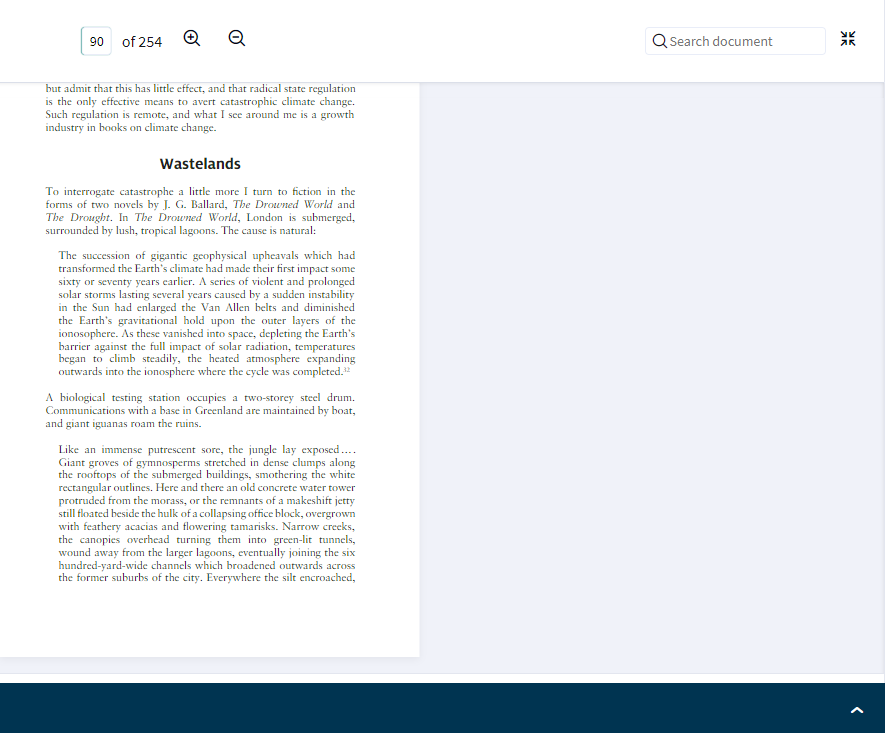 90 of 254
Search document
but admit that this has little effect, and that radical state regulation
is the only effective means to avert catastrophic climate change.
Such regulation is remote, and what I see around me is a growth
industry in books on climate change.
Wastelands
To interrogate catastrophe a little more I turn to fiction in the
forms of two novels by J. G. Ballard, The Drowned World and
The Drought. In The Drowned World, London is submerged,
surrounded by lush, tropical lagoons. The cause is natural:
The succession of gigantic geophysical upheavals which had
transformed the Earth’s climate had made their first impact some
sixty or seventy years earlier. A series of violent and prolonged
solar storms lasting several years caused by a sudden instability
in the Sun had enlarged the Van Allen belts and diminished
the Earth’s gravitational hold upon the outer layers of the
ionosophere. As these vanished into space, depleting the Earth’s
barrier against the full impact of solar radiation, temperatures
began to climb steadily, the heated atmosphere expanding
outwards into the ionosphere where the cycle was completed.32
A biological testing station occupies a two-storey steel drum.
Communications with a base in Greenland are maintained by boat,
and giant iguanas roam the ruins.
Like an immense putrescent sore, the jungle lay exposed….
Giant groves of gymnosperms stretched in dense clumps along
the rooftops of the submerged buildings, smothering the white
rectangular outlines. Here and there an old concrete water tower
protruded from the morass, or the remnants of a makeshift jetty
still floated beside the hulk of a collapsing office block, overgrown
with feathery acacias and flowering tamarisks. Narrow creeks,
the canopies overhead turning them into green-lit tunnels,
wound away from the larger lagoons, eventually joining the six
hundred-yard-wide channels which broadened outwards across
the former suburbs of the city. Everywhere the silt encroached,